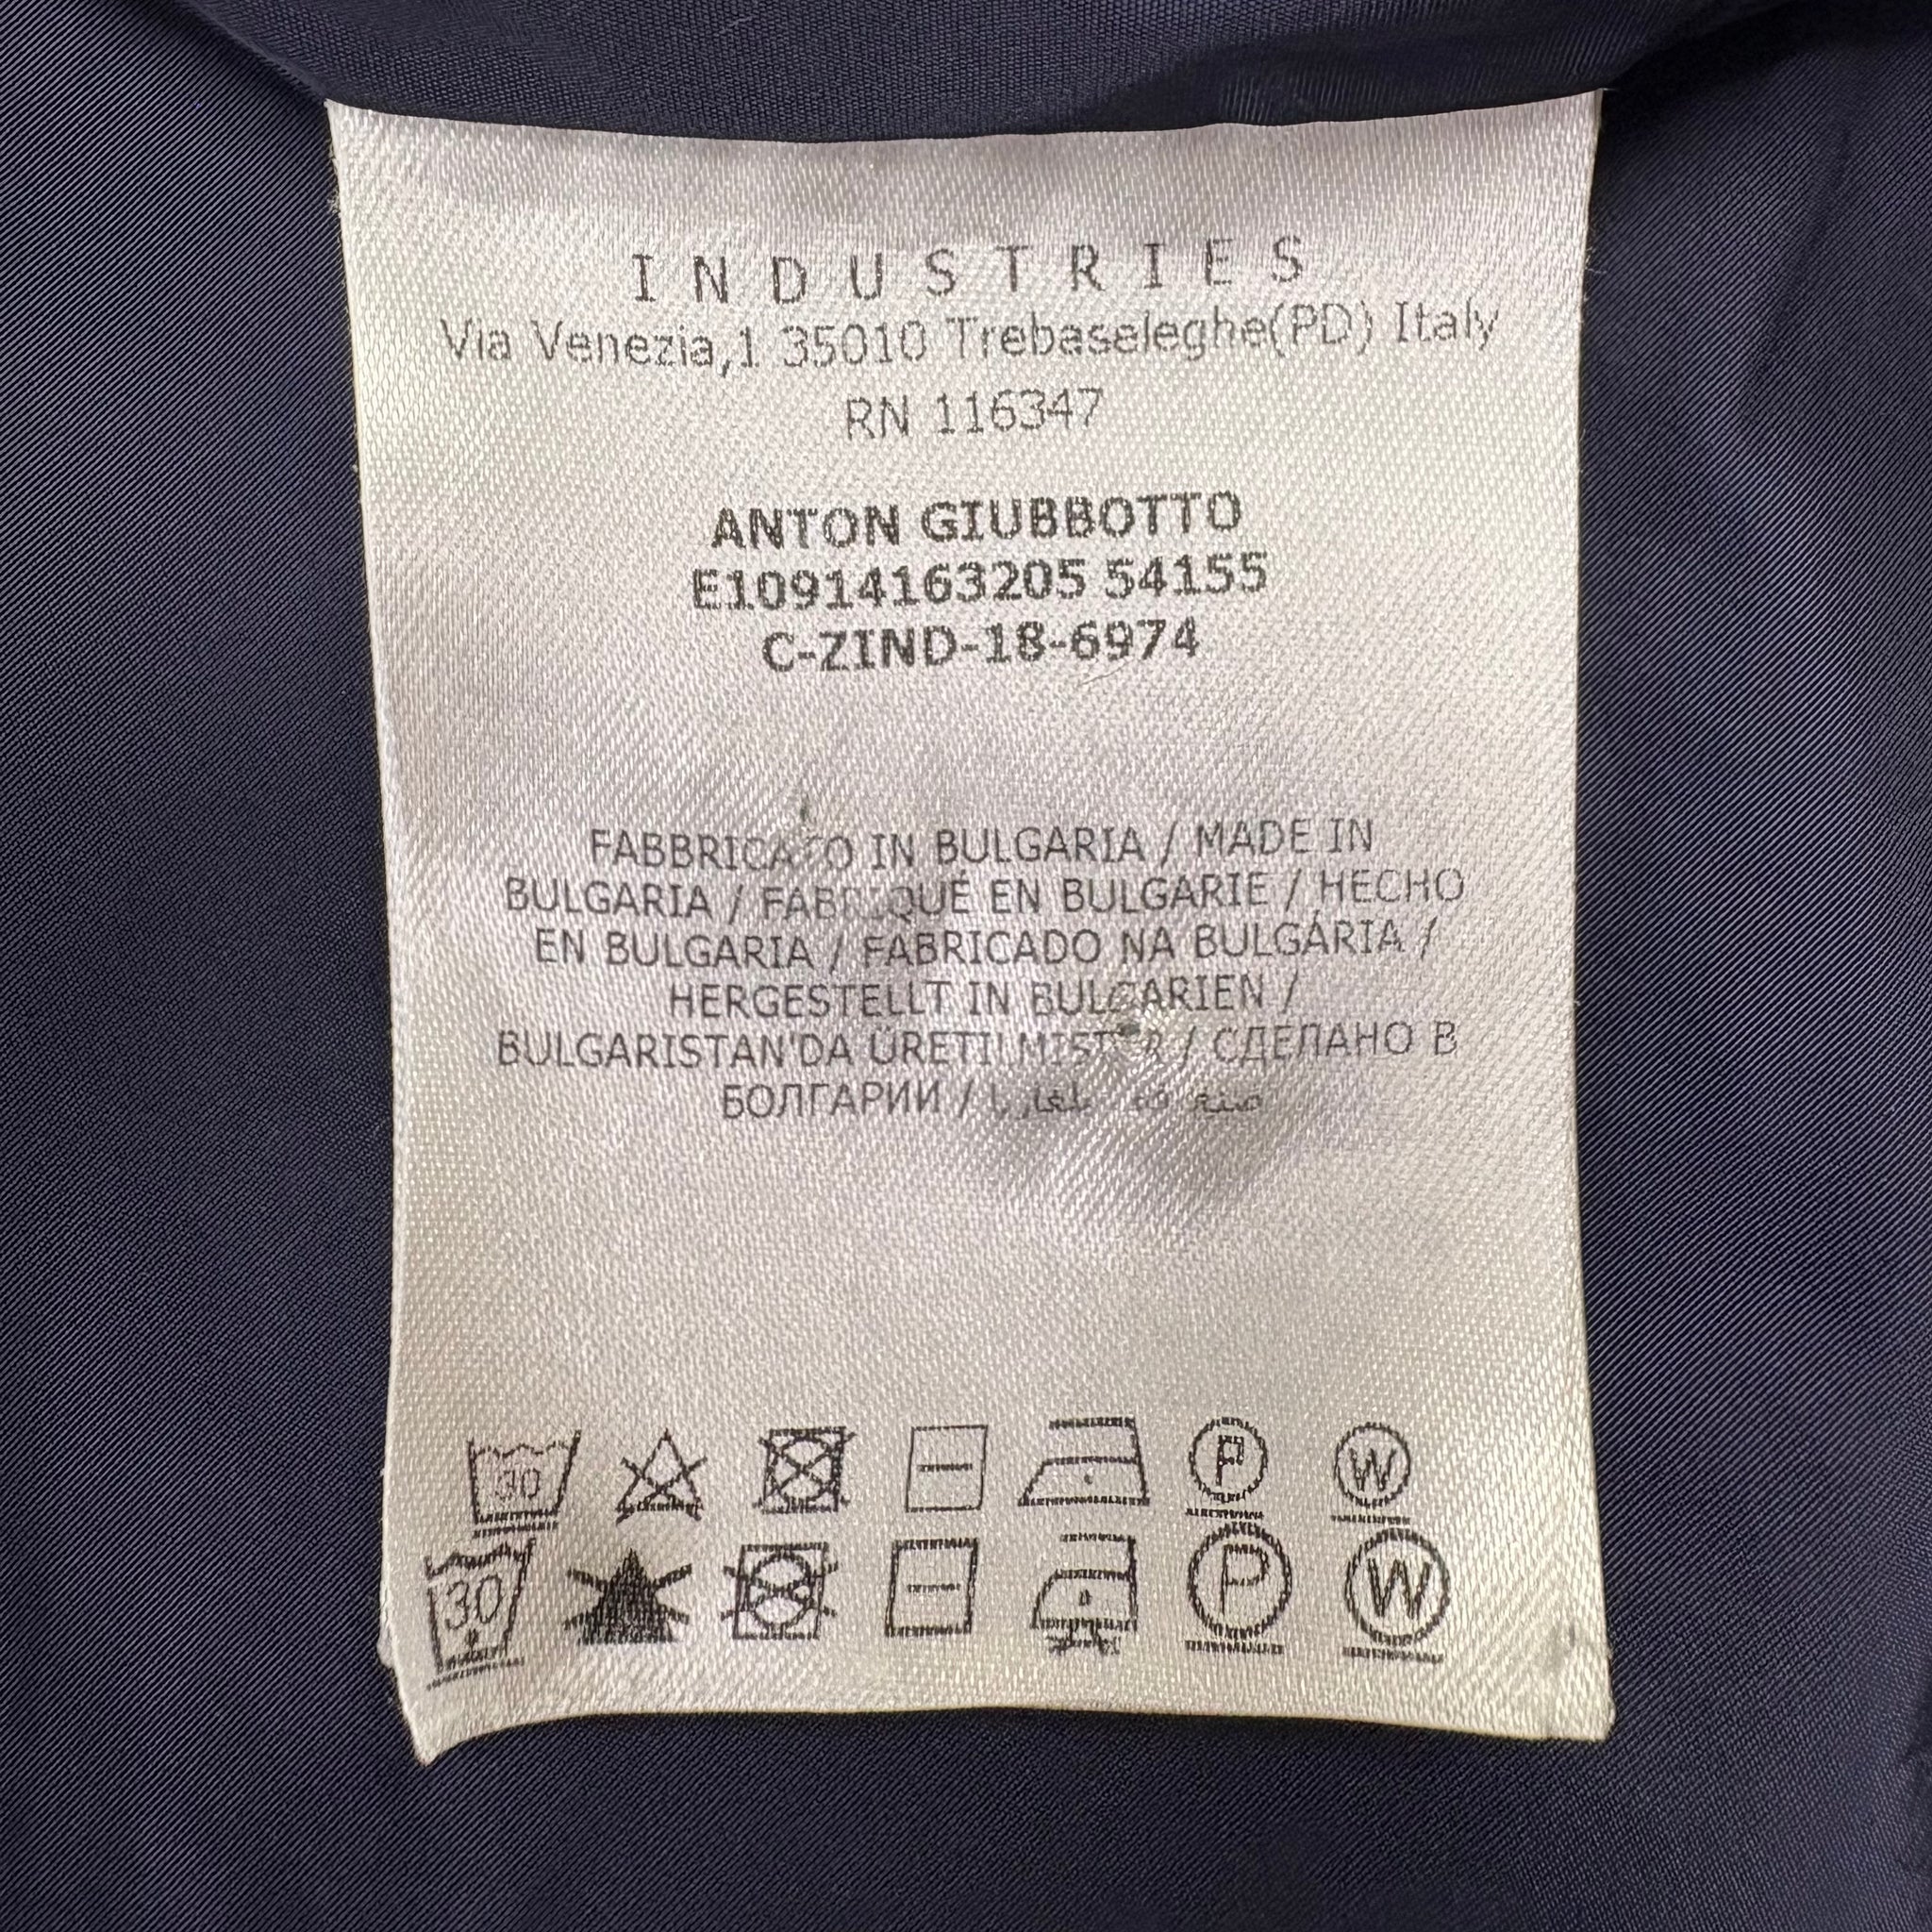 INDUSTRIES
Via Venezia,1 35010 Trebaseleghe(PD) Italy
RN 116347
ANTON GIUBBOTTO
E10914163205 54155
C-ZIND-18-6974
FABBRICATO IN BULGARIA / MADE IN
BULGARIA / FABRIQUÉ EN BULGARIE / HECHO
EN BULGARIA / FABRICADO NA BULGÁRIA /
HERGESTELLT IN BULGARIEN /
BULGARISTAN'DA / СДЕЛАНО В
БОЛГАРИИ /
30 P W
30 P W